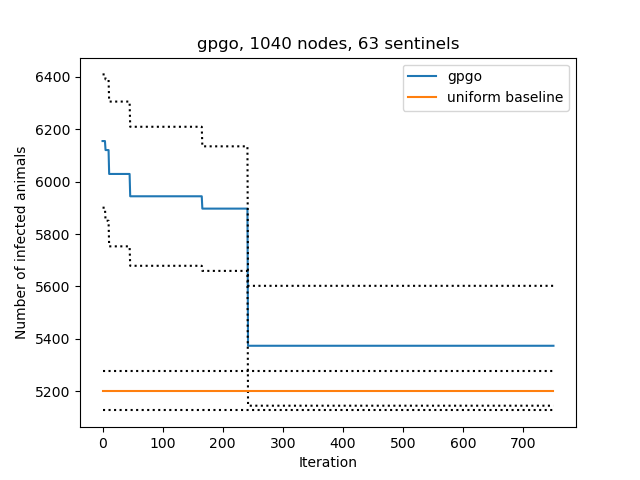 gpgo, 1040 nodes, 63 sentinels
gpgo
uniform baseline
Number of infected animals
6400
6200
6000
5800
5600
5400
5200
0 100 200 300 400 500 600 700
Iteration